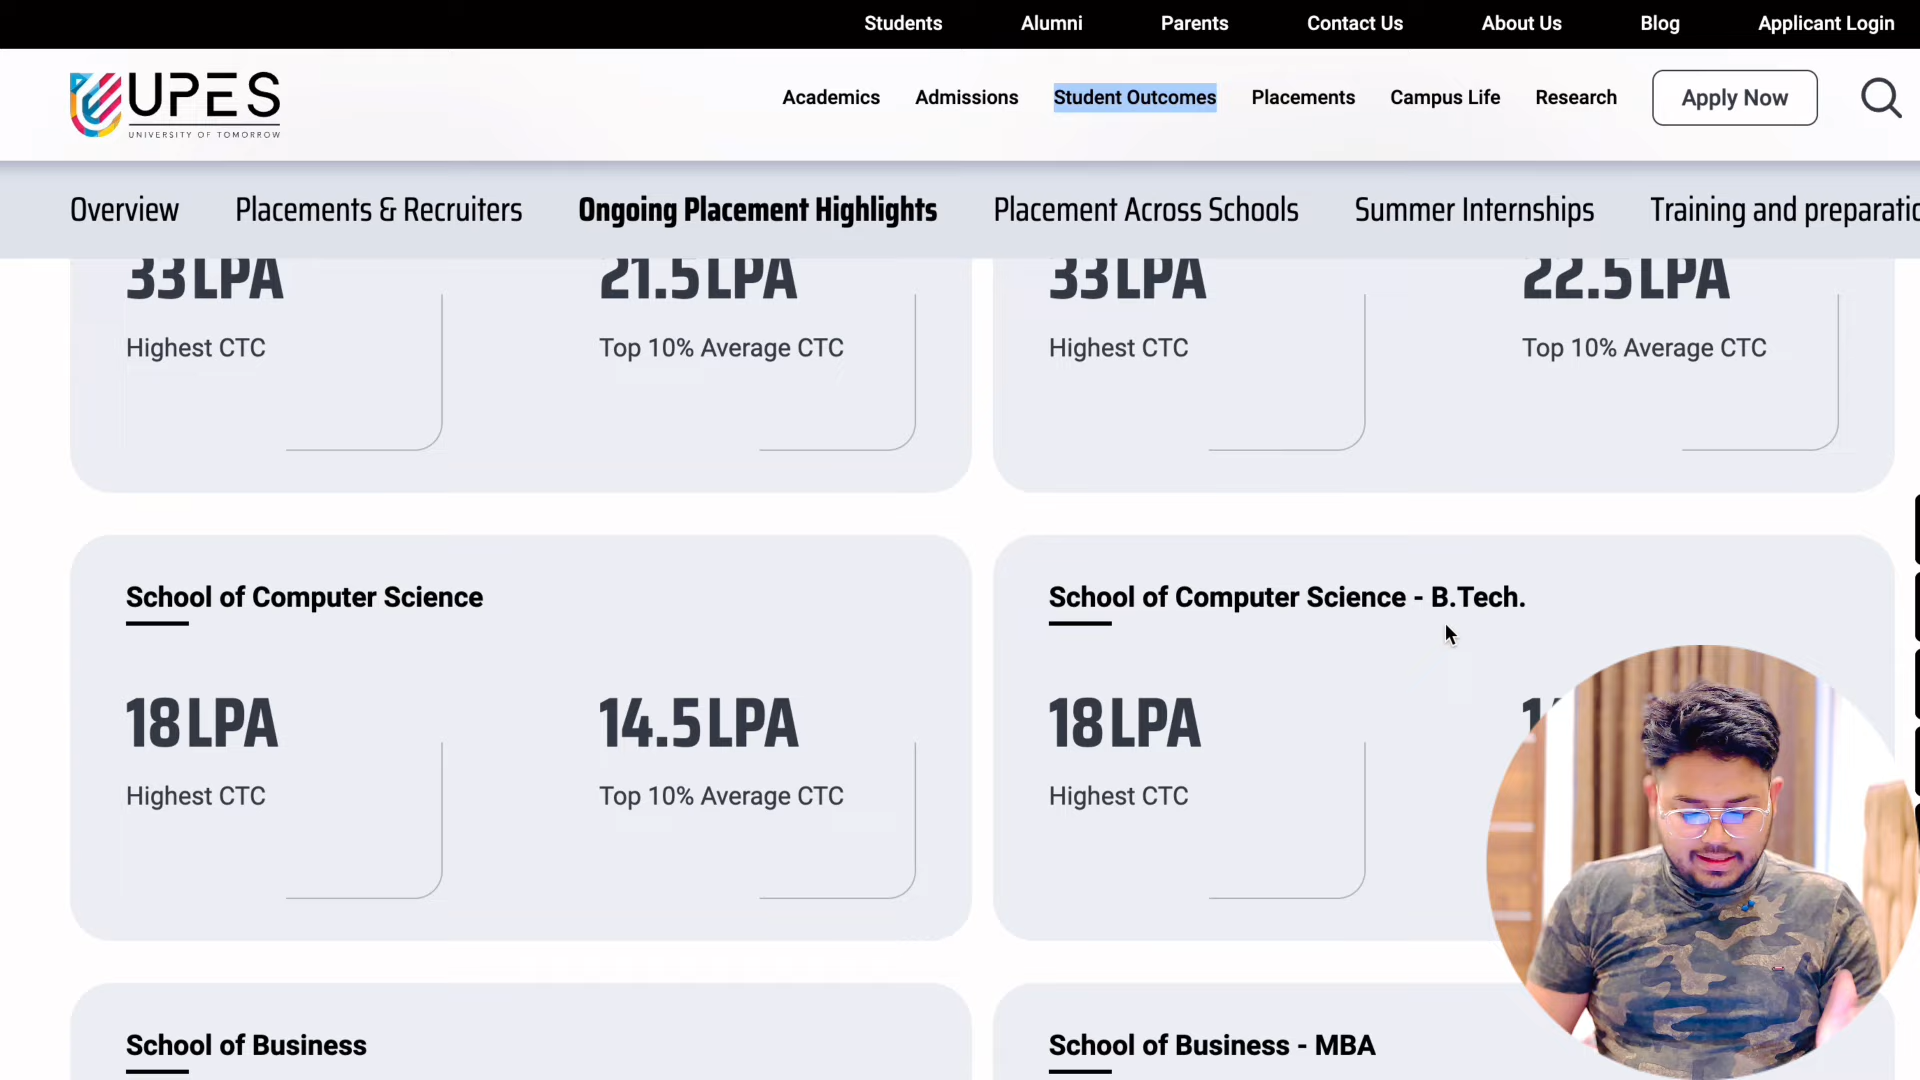 Students Alumni Parents Contact Us About Us Blog Applicant Login
UPES
UNIVERSITY OF TOMORROW
Academics Admissions Student Outcomes Placements Campus Life Research Apply Now
Overview Placements & Recruiters Ongoing Placement Highlights Placement Across Schools Summer Internships Training and
33 LPA 21.5 LPA
Highest CTC Top 10% Average CTC
33 LPA 22.5 LPA
Highest CTC Top 10% Average CTC
School of Computer Science
18 LPA 14.5 LPA
Highest CTC Top 10% Average CTC
School of Computer Science - B.Tech.
18 LPA
Highest CTC
School of Business
School of Business - MBA